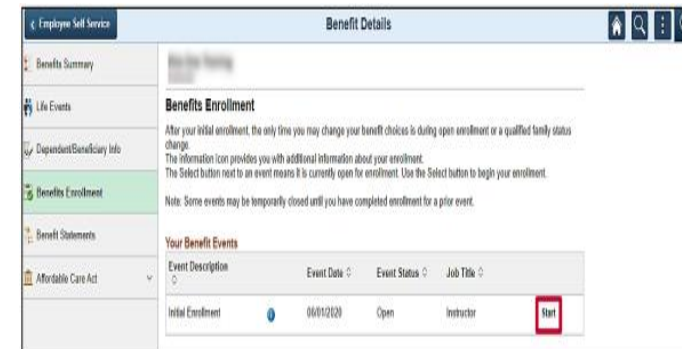 Employee Self Service
Benefit Details
Benefits Summary
Life Events
Dependent/Beneficiary Info
Benefits Enrollment
Benefit Statements
Affordable Care Act
Benefits Enrollment
After your initial enrollment, the only time you may change your benefit choices is during open enrollment or a qualified family status
change.
The information icon provides you with additional information about your enrollment.
The Select button next to an event means it is currently open for enrollment. Use the Select button to begin your enrollment.
Note: Some events may be temporarily closed until you have completed enrollment for a prior event.
Your Benefit Events
Event Description Event Date Event Status Job Title
Initial Enrollment 06/01/2020 Open Instructor Start